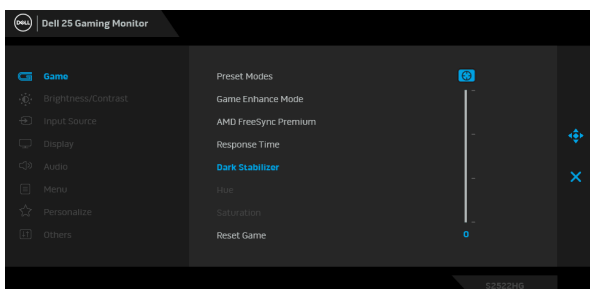 DELL
Dell 25 Gaming Monitor
Game
Brightness/Contrast
Input Source
Display
Audio
Menu
Personalize
Others
Preset Modes
Game Enhance Mode
AMD FreeSync Premium
Response Time
Dark Stabilizer
Hue
Saturation
Reset Game
0
S2522HG